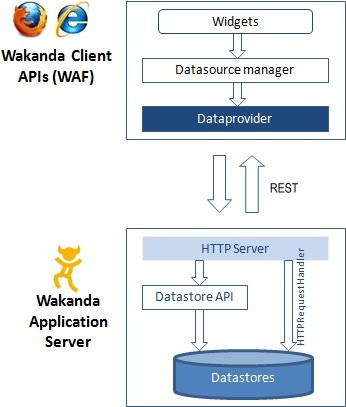 Wakanda Client
APIs (WAF)
Widgets
Datasource manager
Dataprovider
REST
Wakanda
Application
Server
HTTP Server
Datastore API
HTTPRequestHandler
Datastores